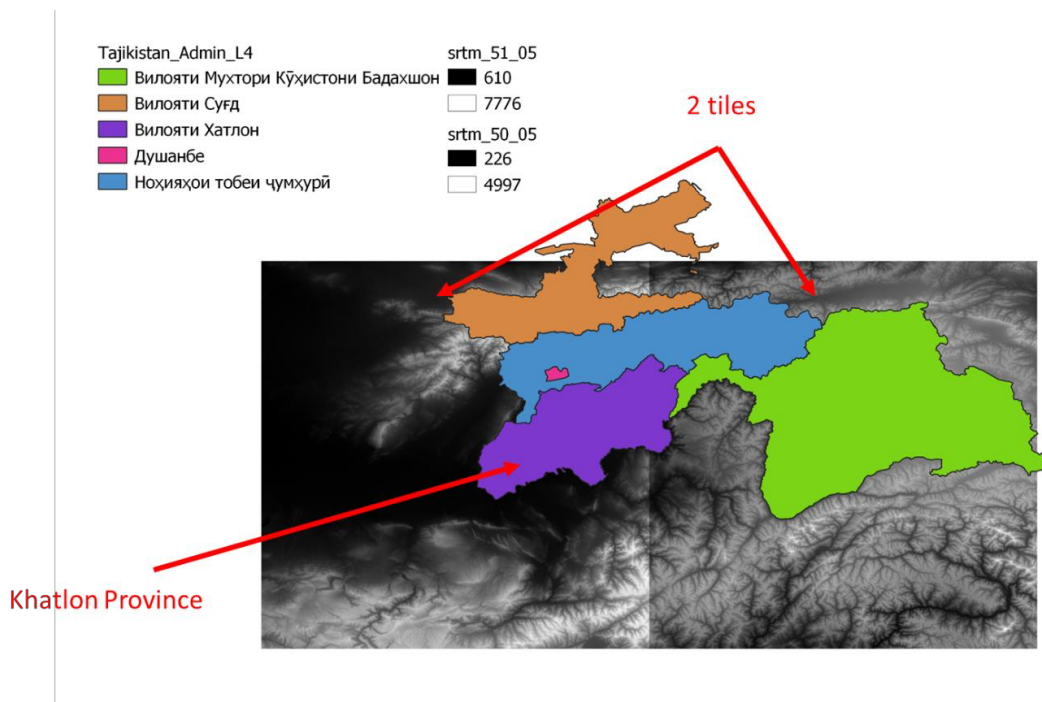 Tajikistan_Admin_L4
Вилояти Мухтори Кӯҳистони Бадахшон
Вилояти Суғд
Вилояти Хатлон
Душанбе
Ноҳияҳои тобеи ҷумҳурӣ
srtm_51_05
610
7776
srtm_50_05
226
4997
2 tiles
Khatlon Province